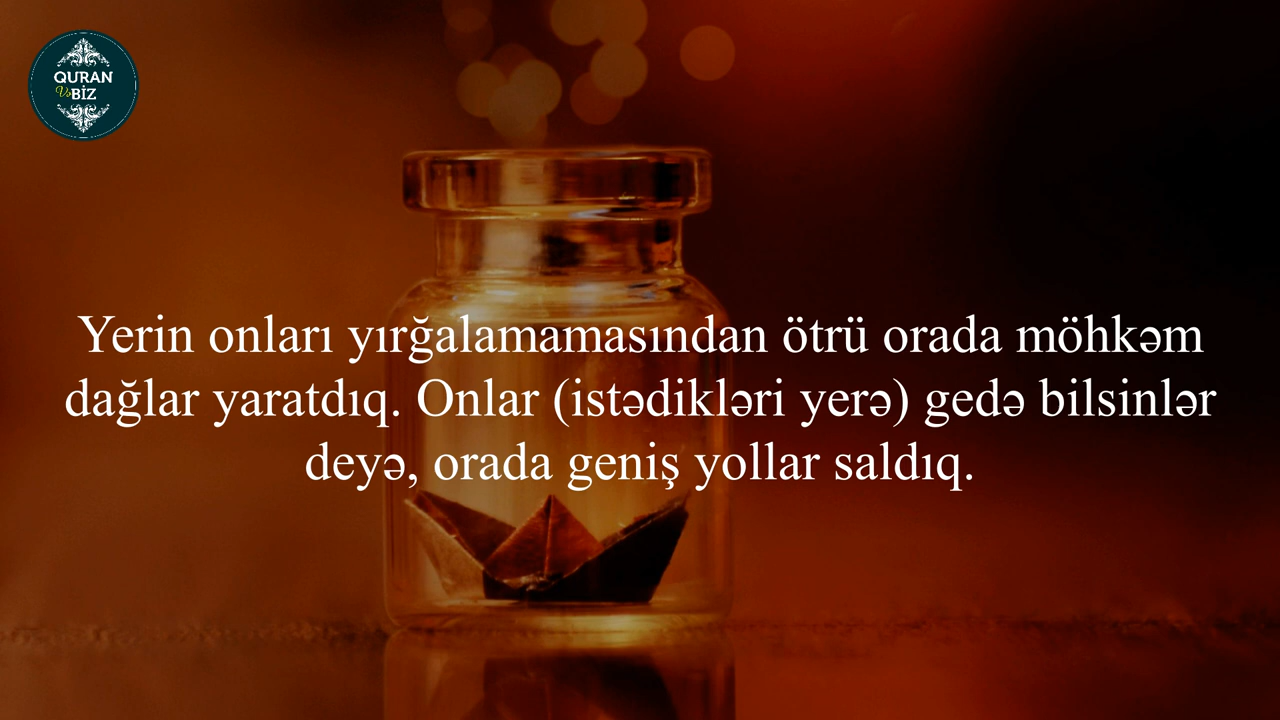 QURAN
Və BİZ
Yerin onları yırğalamamasından ötrü orada möhkəm
dağlar yaratdıq. Onlar (istədikləri yerə) gedə bilsinlər
deyə, orada geniş yollar saldıq.